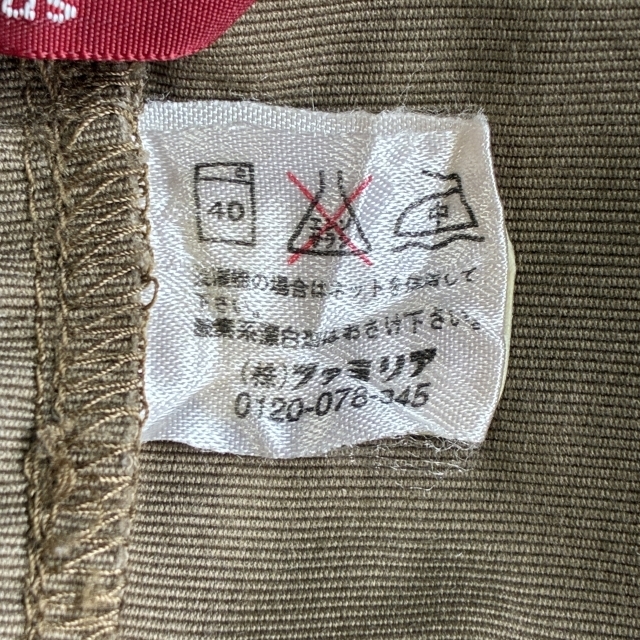 40
エンソ
サラシ
中
洗濯機の場合はネットを使用して
下さい。
酸素系漂白剤はおさけ下さい。
(株)ファミリア
0120-078-345